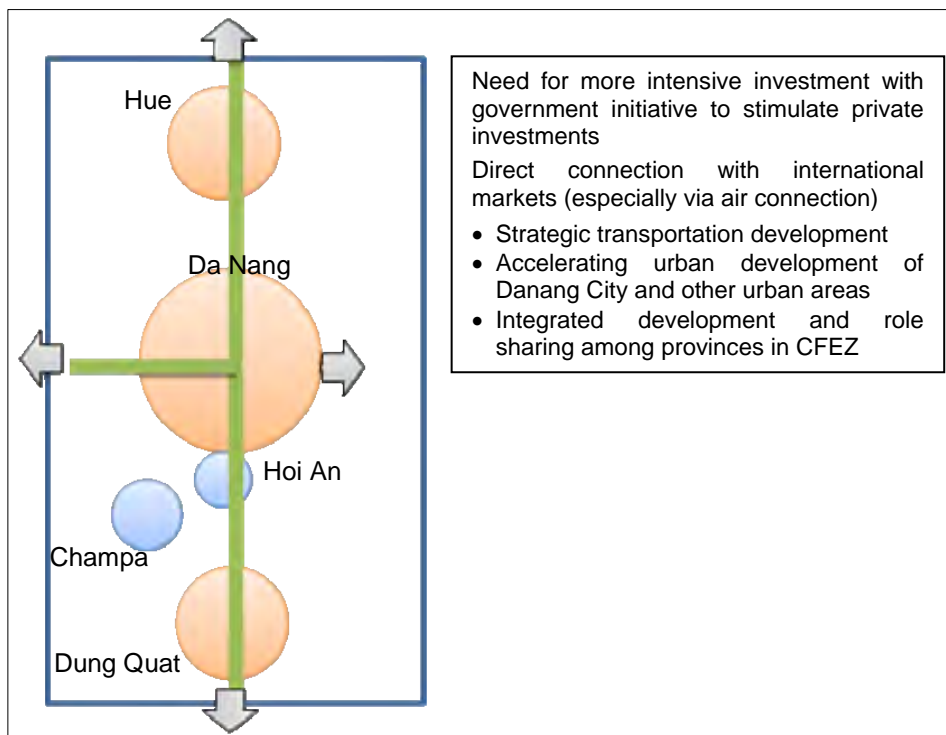 Hue
Da Nang
Hoi An
Champa
Dung Quat
Need for more intensive investment with
government initiative to stimulate private
investments
Direct connection with international
markets (especially via air connection)
• Strategic transportation development
• Accelerating urban development of
Danang City and other urban areas
• Integrated development and role
sharing among provinces in CFEZ